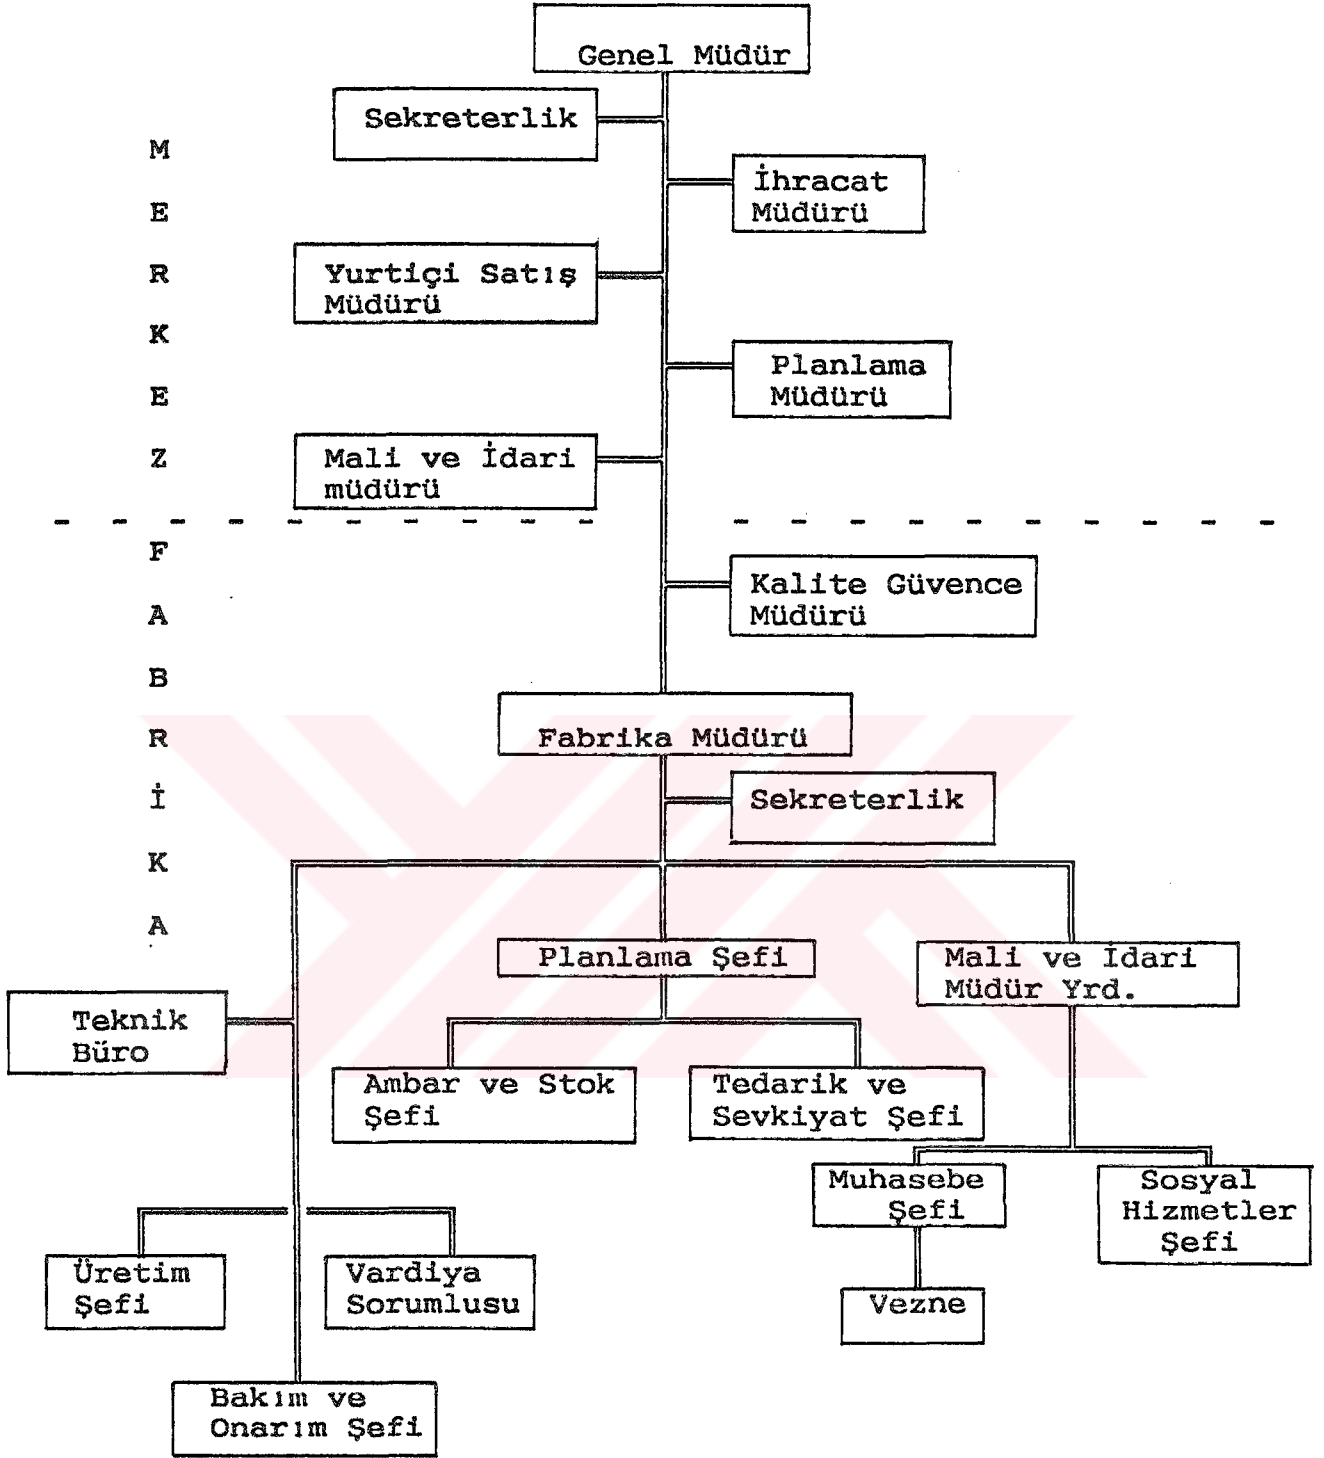 Genel Müdür
Sekreterlik
İhracat
Müdürü
Yurtiçi Satış
Müdürü
Planlama
Müdürü
Mali ve İdari
müdürü
M
E
R
K
E
Z
Kalite Güvence
Müdürü
Fabrika Müdürü
Sekreterlik
F
A
B
R
İ
K
A
Planlama Şefi
Mali ve İdari
Müdür Yrd.
Teknik
Büro
Ambar ve Stok
Şefi
Tedarik ve
Sevkiyat Şefi
Muhasebe
Şefi
Sosyal
Hizmetler
Şefi
Üretim
Şefi
Vardiya
Sorumlusu
Vezne
Bakım ve
Onarım Şefi